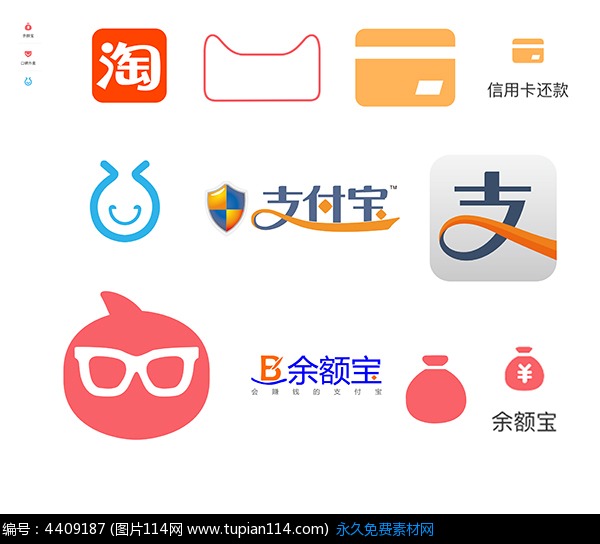 余额宝
口碑外卖
淘
信用卡还款
支付宝™
支
余额宝
会赚钱的支付宝
¥
余额宝
编号：4409187 (图片114网 www.tupian114.com) 永久免费素材网